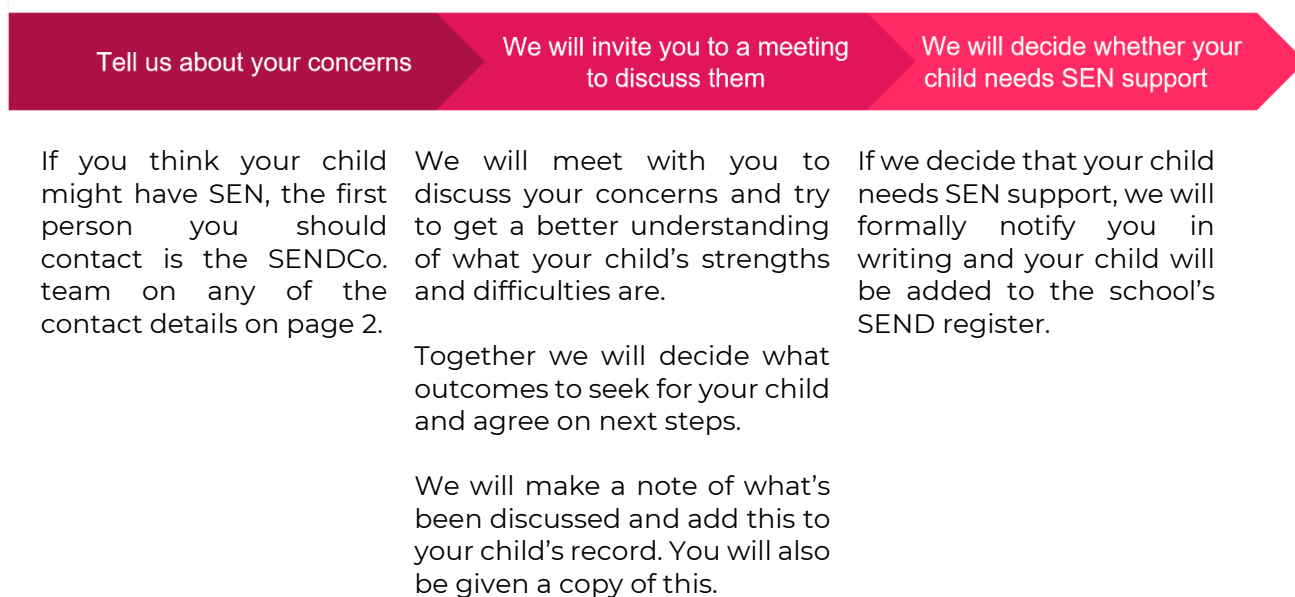 Tell us about your concerns
We will invite you to a meeting
to discuss them
We will decide whether your
child needs SEN support
If you think your child
might have SEN, the first
person you should
contact is the SENDCo.
team on any of the
contact details on page 2.
We will meet with you to
discuss your concerns and try
to get a better understanding
of what your child’s strengths
and difficulties are.
Together we will decide what
outcomes to seek for your child
and agree on next steps.
We will make a note of what’s
been discussed and add this to
your child’s record. You will also
be given a copy of this.
If we decide that your child
needs SEN support, we will
formally notify you in
writing and your child will
be added to the school’s
SEND register.